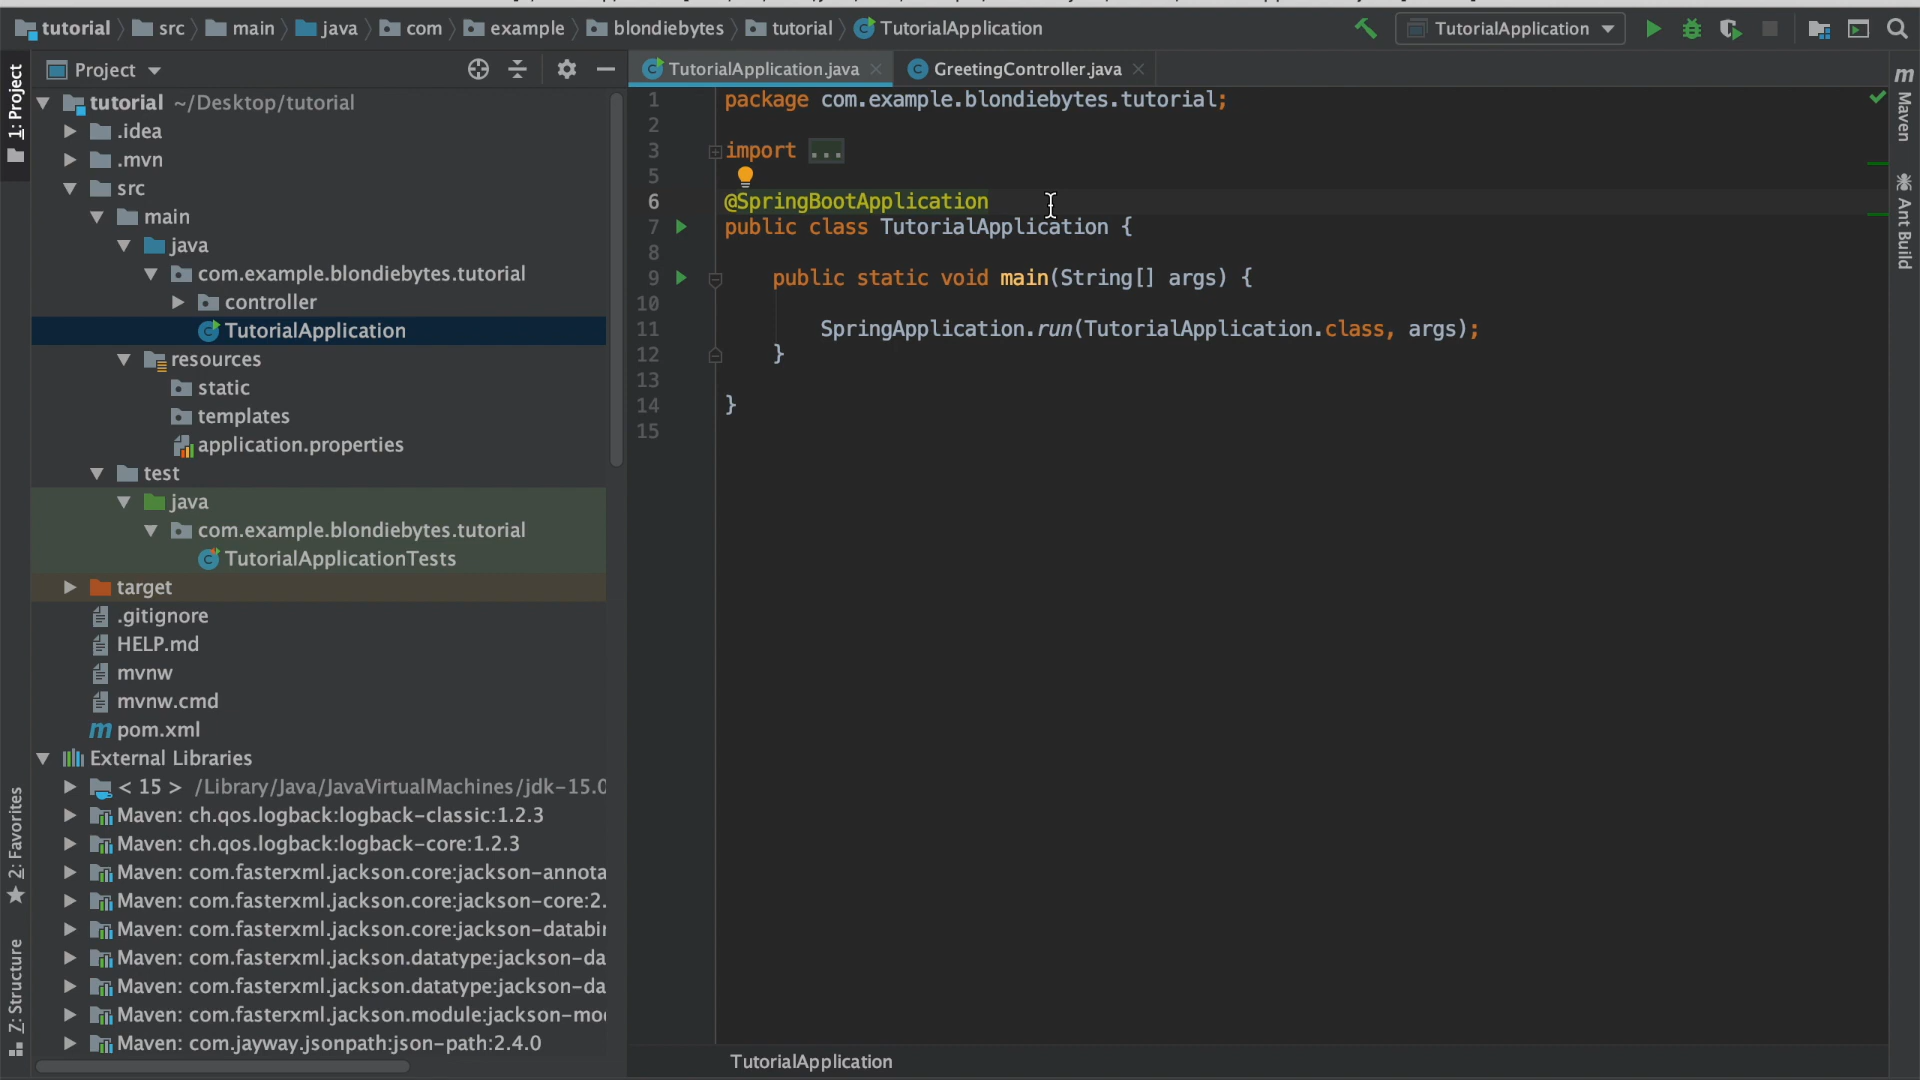 tutorial src main java com example blondiebytes tutorial TutorialApplication TutorialApplication
1: Project
Project
TutorialApplication.java GreetingController.java
Maven
Ant Build
tutorial ~/Desktop/tutorial
.idea
.mvn
src
main
java
com.example.blondiebytes.tutorial
controller
TutorialApplication
resources
static
templates
application.properties
test
java
com.example.blondiebytes.tutorial
TutorialApplicationTests
target
.gitignore
HELP.md
mvnw
mvnw.cmd
pom.xml
External Libraries
< 15 > /Library/Java/JavaVirtualMachines/jdk-15.0
Maven: ch.qos.logback:logback-classic:1.2.3
Maven: ch.qos.logback:logback-core:1.2.3
Maven: com.fasterxml.jackson.core:jackson-annota
Maven: com.fasterxml.jackson.core:jackson-core:2.
Maven: com.fasterxml.jackson.core:jackson-databi
Maven: com.fasterxml.jackson.datatype:jackson-da
Maven: com.fasterxml.jackson.datatype:jackson-da
Maven: com.fasterxml.jackson.module:jackson-mo
Maven: com.jayway.jsonpath:json-path:2.4.0
2: Favorites
Z: Structure
1 package com.example.blondiebytes.tutorial;
2
3 import ...
5
6 @SpringBootApplication
7 public class TutorialApplication {
8
9 public static void main(String[] args) {
10
11 SpringApplication.run(TutorialApplication.class, args);
12 }
13
14 }
15
TutorialApplication